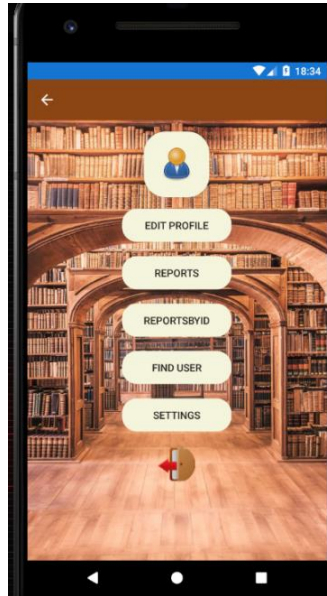 18:34
EDIT PROFILE
REPORTS
REPORTSBYID
FIND USER
SETTINGS